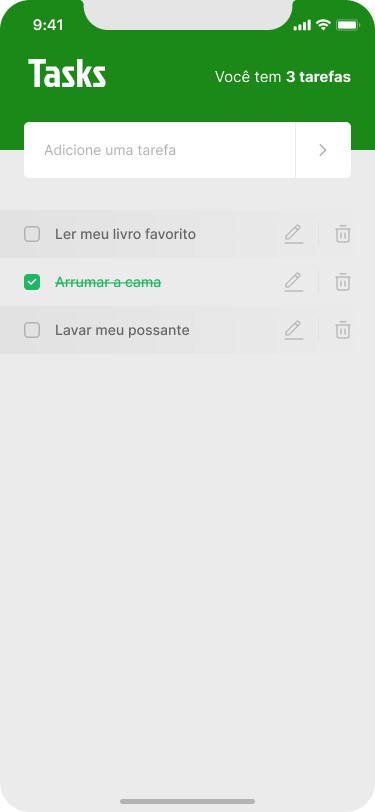 9:41
Tasks
Você tem 3 tarefas
Adicione uma tarefa
Ler meu livro favorito
Arrumar a cama
Lavar meu possante